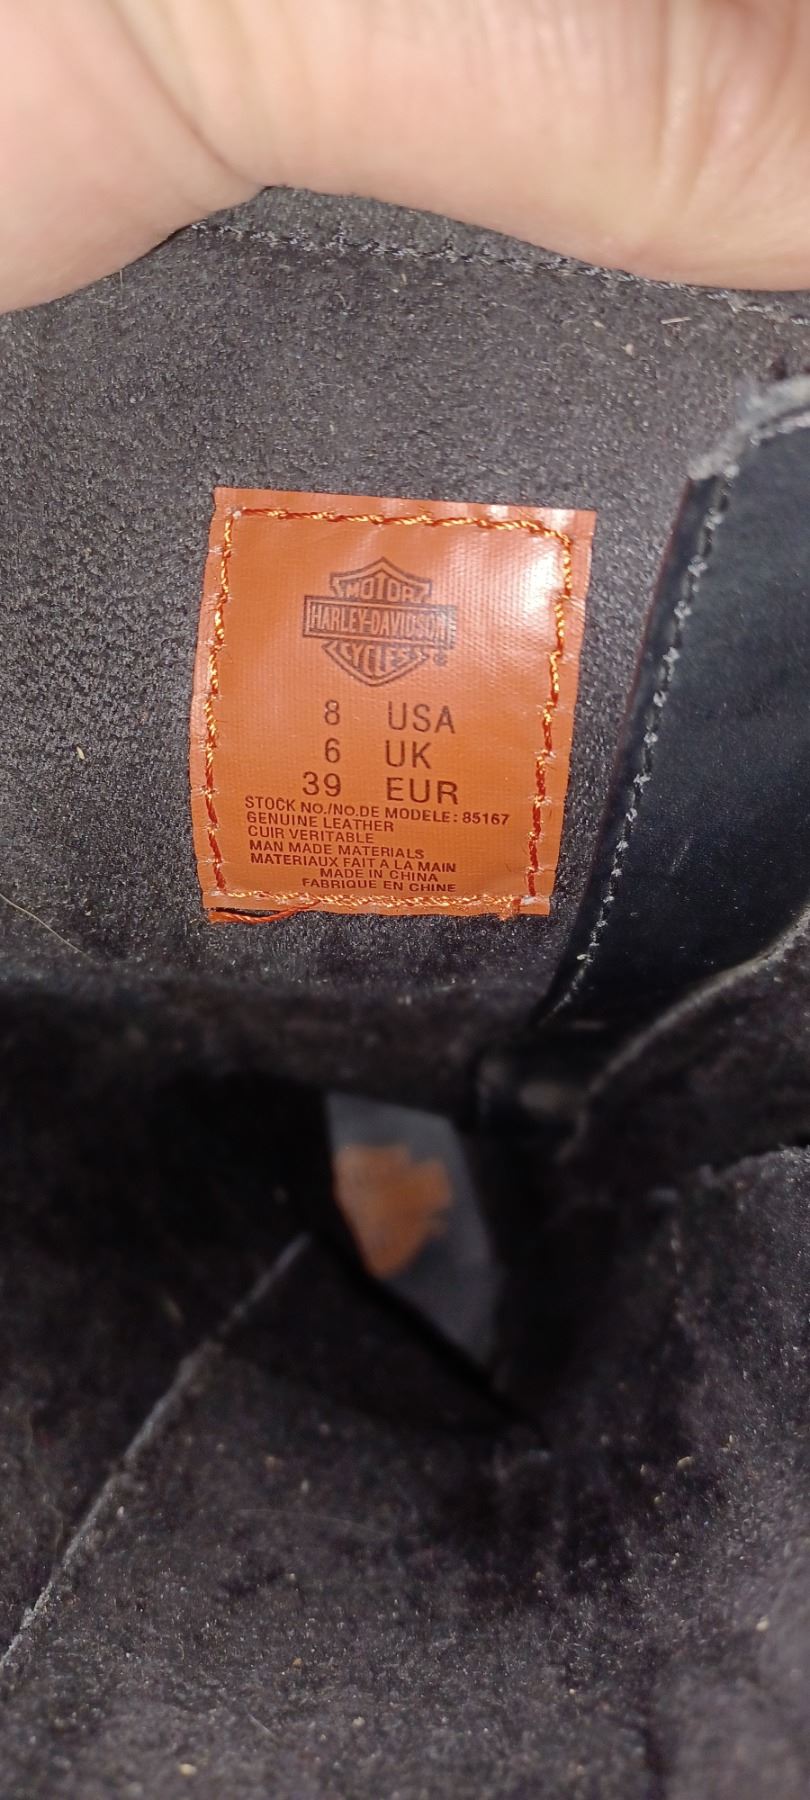 MOTOR
HARLEY-DAVIDSON
CYCLES
®
8 USA
6 UK
39 EUR
STOCK NO./NO.DE MODELE: 85167
GENUINE LEATHER
CUIR VERITABLE
MAN MADE MATERIALS
MATERIAUX FAIT A LA MAIN
MADE IN CHINA
FABRIQUE EN CHINE